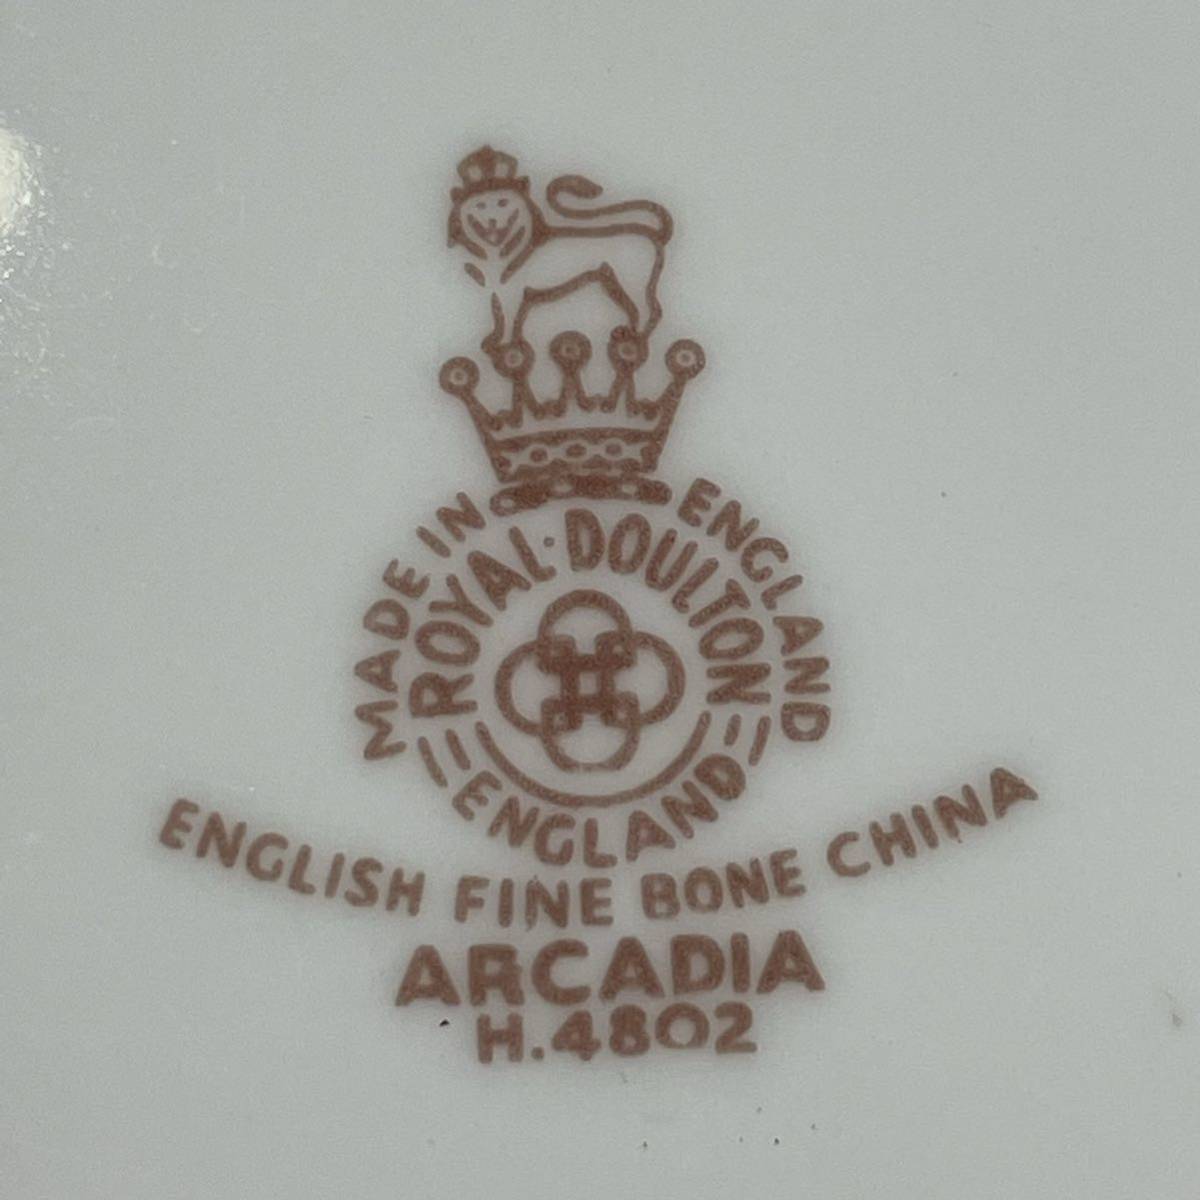 MADE IN ENGLAND
ROYAL·DOULTON
ENGLAND
ENGLISH FINE BONE CHINA
ARCADIA
H.4802